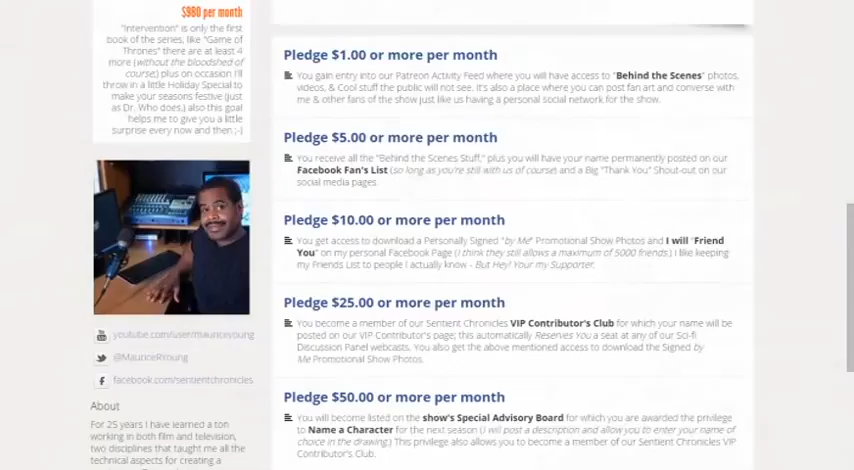 $980 per month
"Intervention" is only the first
book of the series, like "Game of
Thrones" there are at least 4
more (without the bloodshed of
course;) plus on occasion I'll
throw in a little Holiday Special to
make your seasons festive (just
as Dr. Who does,) also this goal
helps me to give you a little
surprise every now and then ;-)
youtube.com/user/mauriceyoung
@MauriceRYoung
facebook.com/sentientchronicles
About
For 25 years I have learned a ton
working in both film and television,
two disciplines that taught me all the
technical aspects for creating a
Pledge $1.00 or more per month
You gain entry into our Patreon Activity Feed where you will have access to "Behind the Scenes" photos,
videos, & Cool stuff the public will not see. It's also a place where you can post fan art and converse with
me & other fans of the show just like us having a personal social network for the show.
Pledge $5.00 or more per month
You receive all the "Behind the Scenes Stuff," plus you will have your name permanently posted on our
Facebook Fan's List (so long as you're still with us of course) and a Big "Thank You" Shout-out on our
social media pages.
Pledge $10.00 or more per month
You get access to download a Personally Signed "by Me" Promotional Show Photos and I will "Friend
You" on my personal Facebook Page (I think they still allows a maximum of 5000 friends.) I like keeping
my Friends List to people I actually know - But Hey! Your my Supporter.
Pledge $25.00 or more per month
You become a member of our Sentient Chronicles VIP Contributor's Club for which your name will be
posted on our VIP Contributor's page; this automatically Reserves You a seat at any of our Sci-fi
Discussion Panel webcasts. You also get the above mentioned access to download the Signed by
Me Promotional Show Photos.
Pledge $50.00 or more per month
You will become listed on the show's Special Advisory Board for which you are awarded the privilege
to Name a Character for the next season (I will post a description and allow you to enter your name of
choice in the drawing.) This privilege also allows you to become a member of our Sentient Chronicles VIP
Contributor's Club.